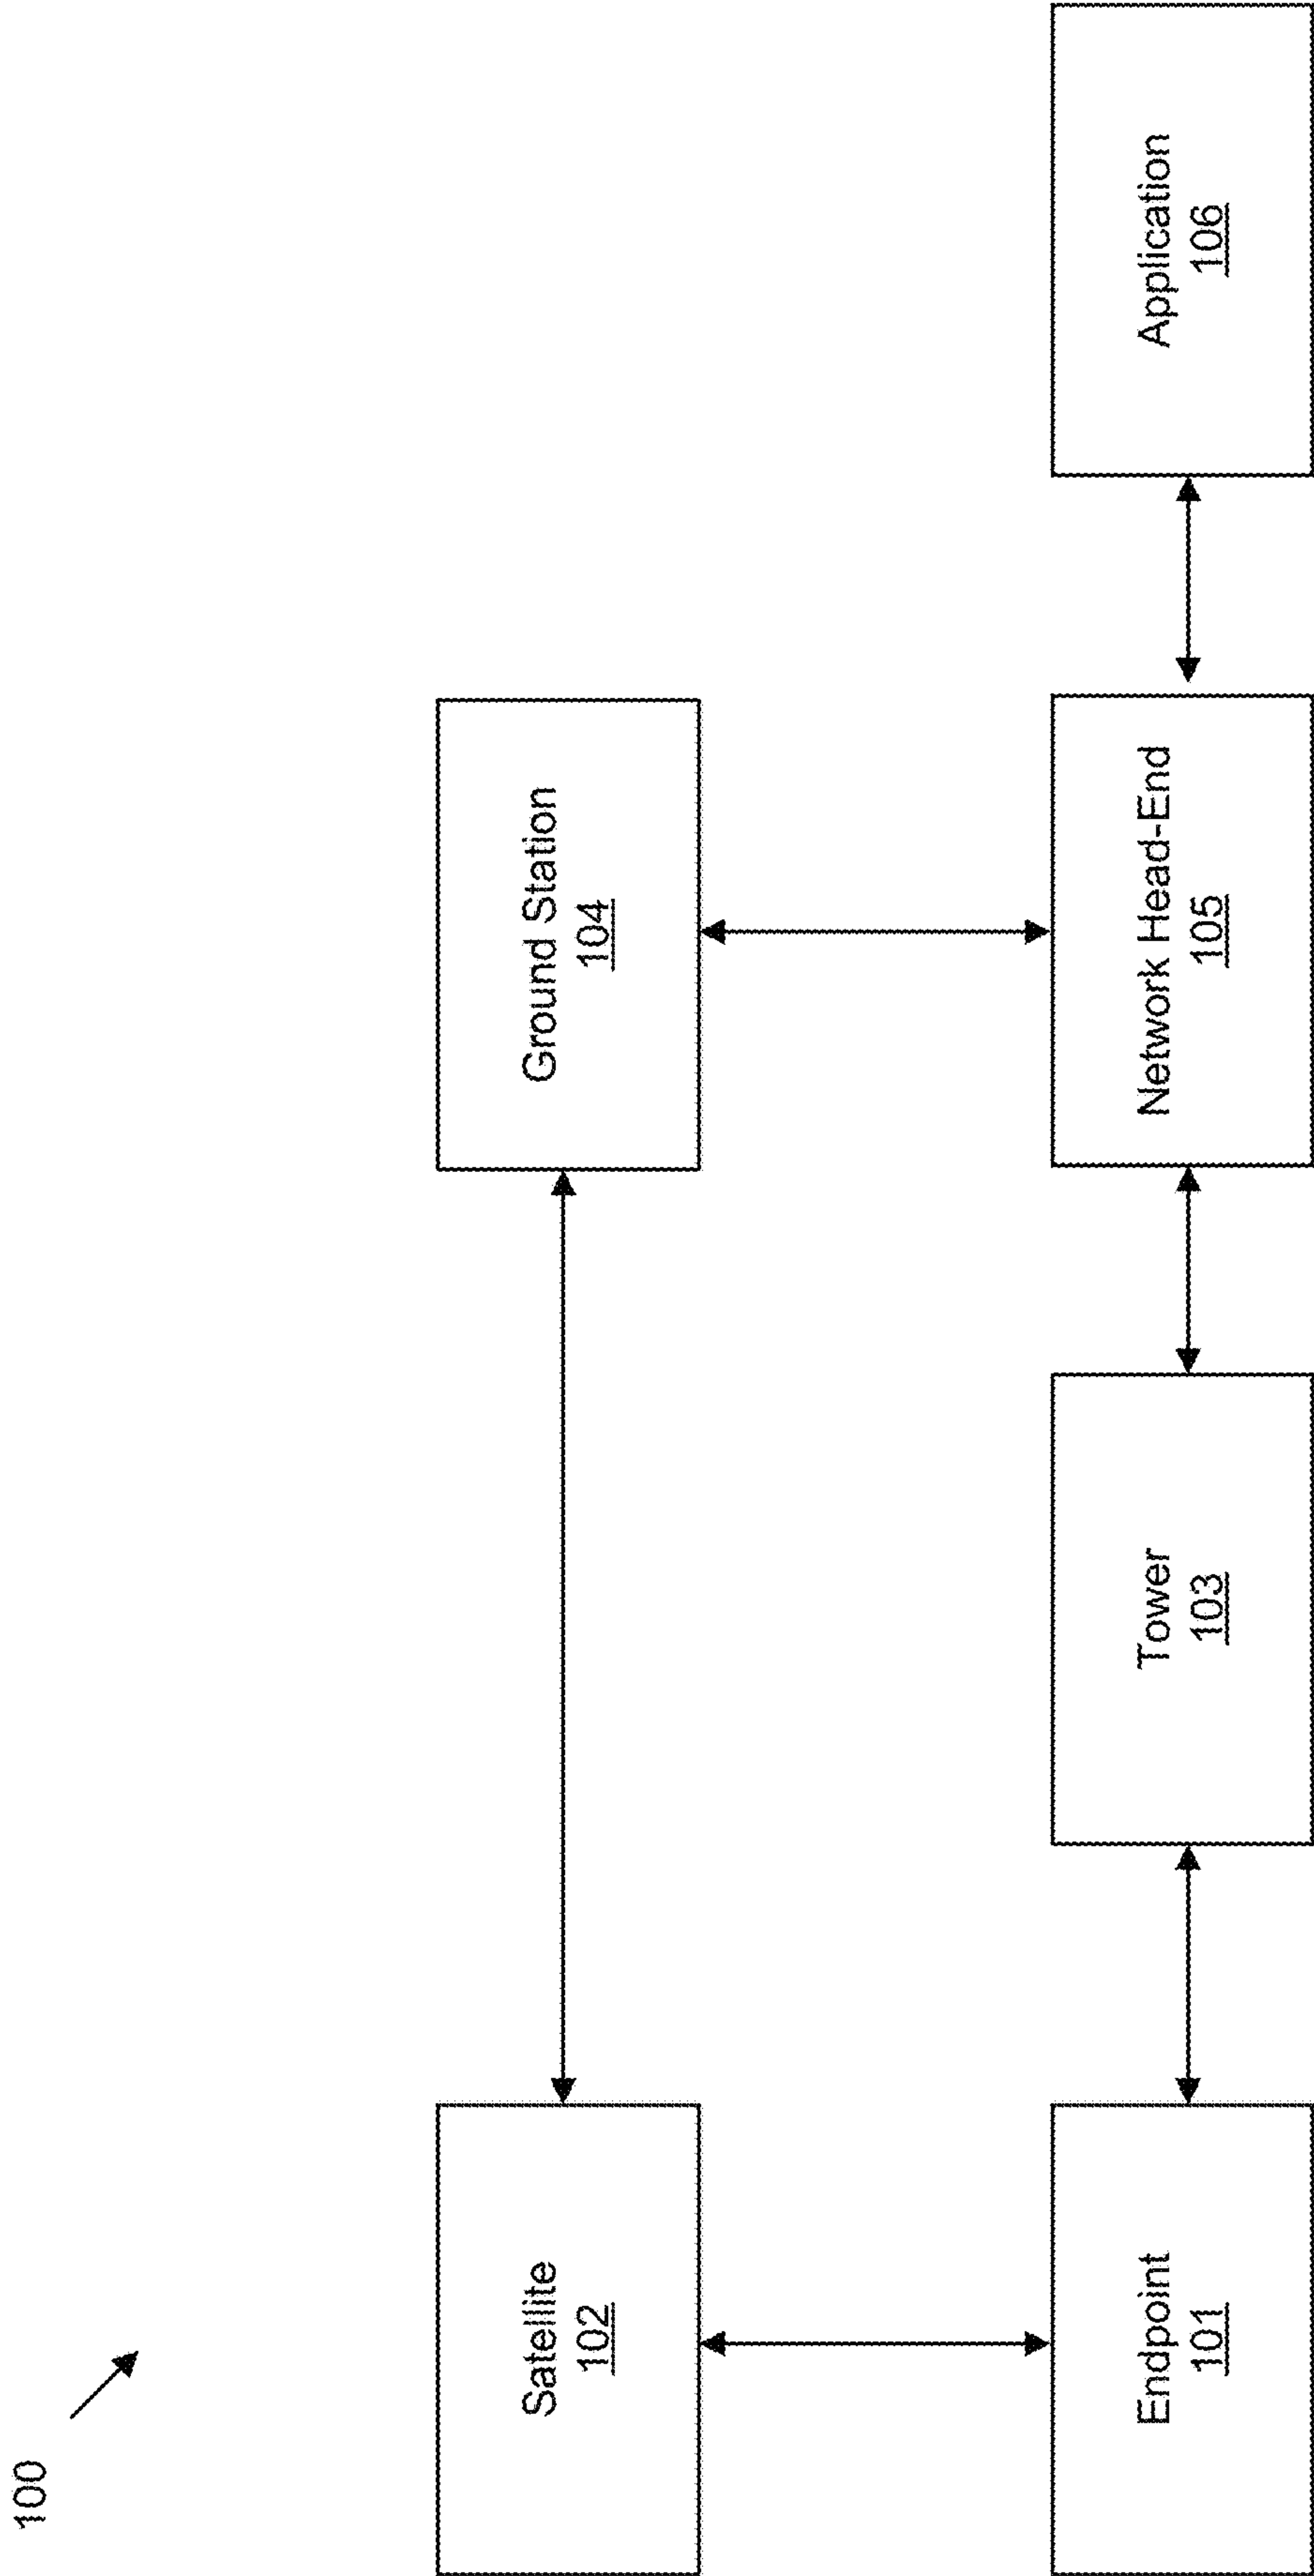 100
Satellite
102
Ground Station
104
Endpoint
101
Tower
103
Network Head-End
105
Application
106